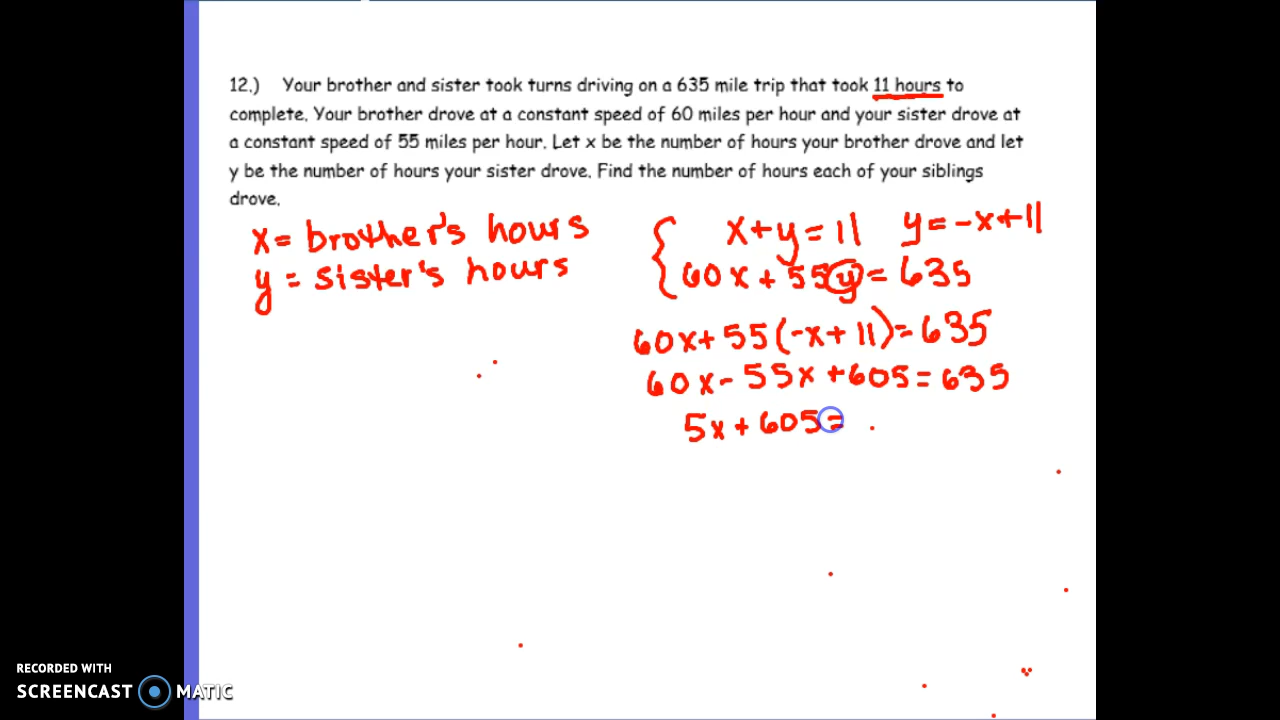 12.) Your brother and sister took turns driving on a 635 mile trip that took 11 hours to
complete. Your brother drove at a constant speed of 60 miles per hour and your sister drove at
a constant speed of 55 miles per hour. Let x be the number of hours your brother drove and let
y be the number of hours your sister drove. Find the number of hours each of your siblings
drove.
x = brother's hours
y = sister's hours
{ x + y = 11 y = -x + 11
60x + 55y = 635
60x + 55(-x + 11) = 635
60x - 55x + 605 = 635
5x + 605 =
RECORDED WITH
SCREENCAST MATIC